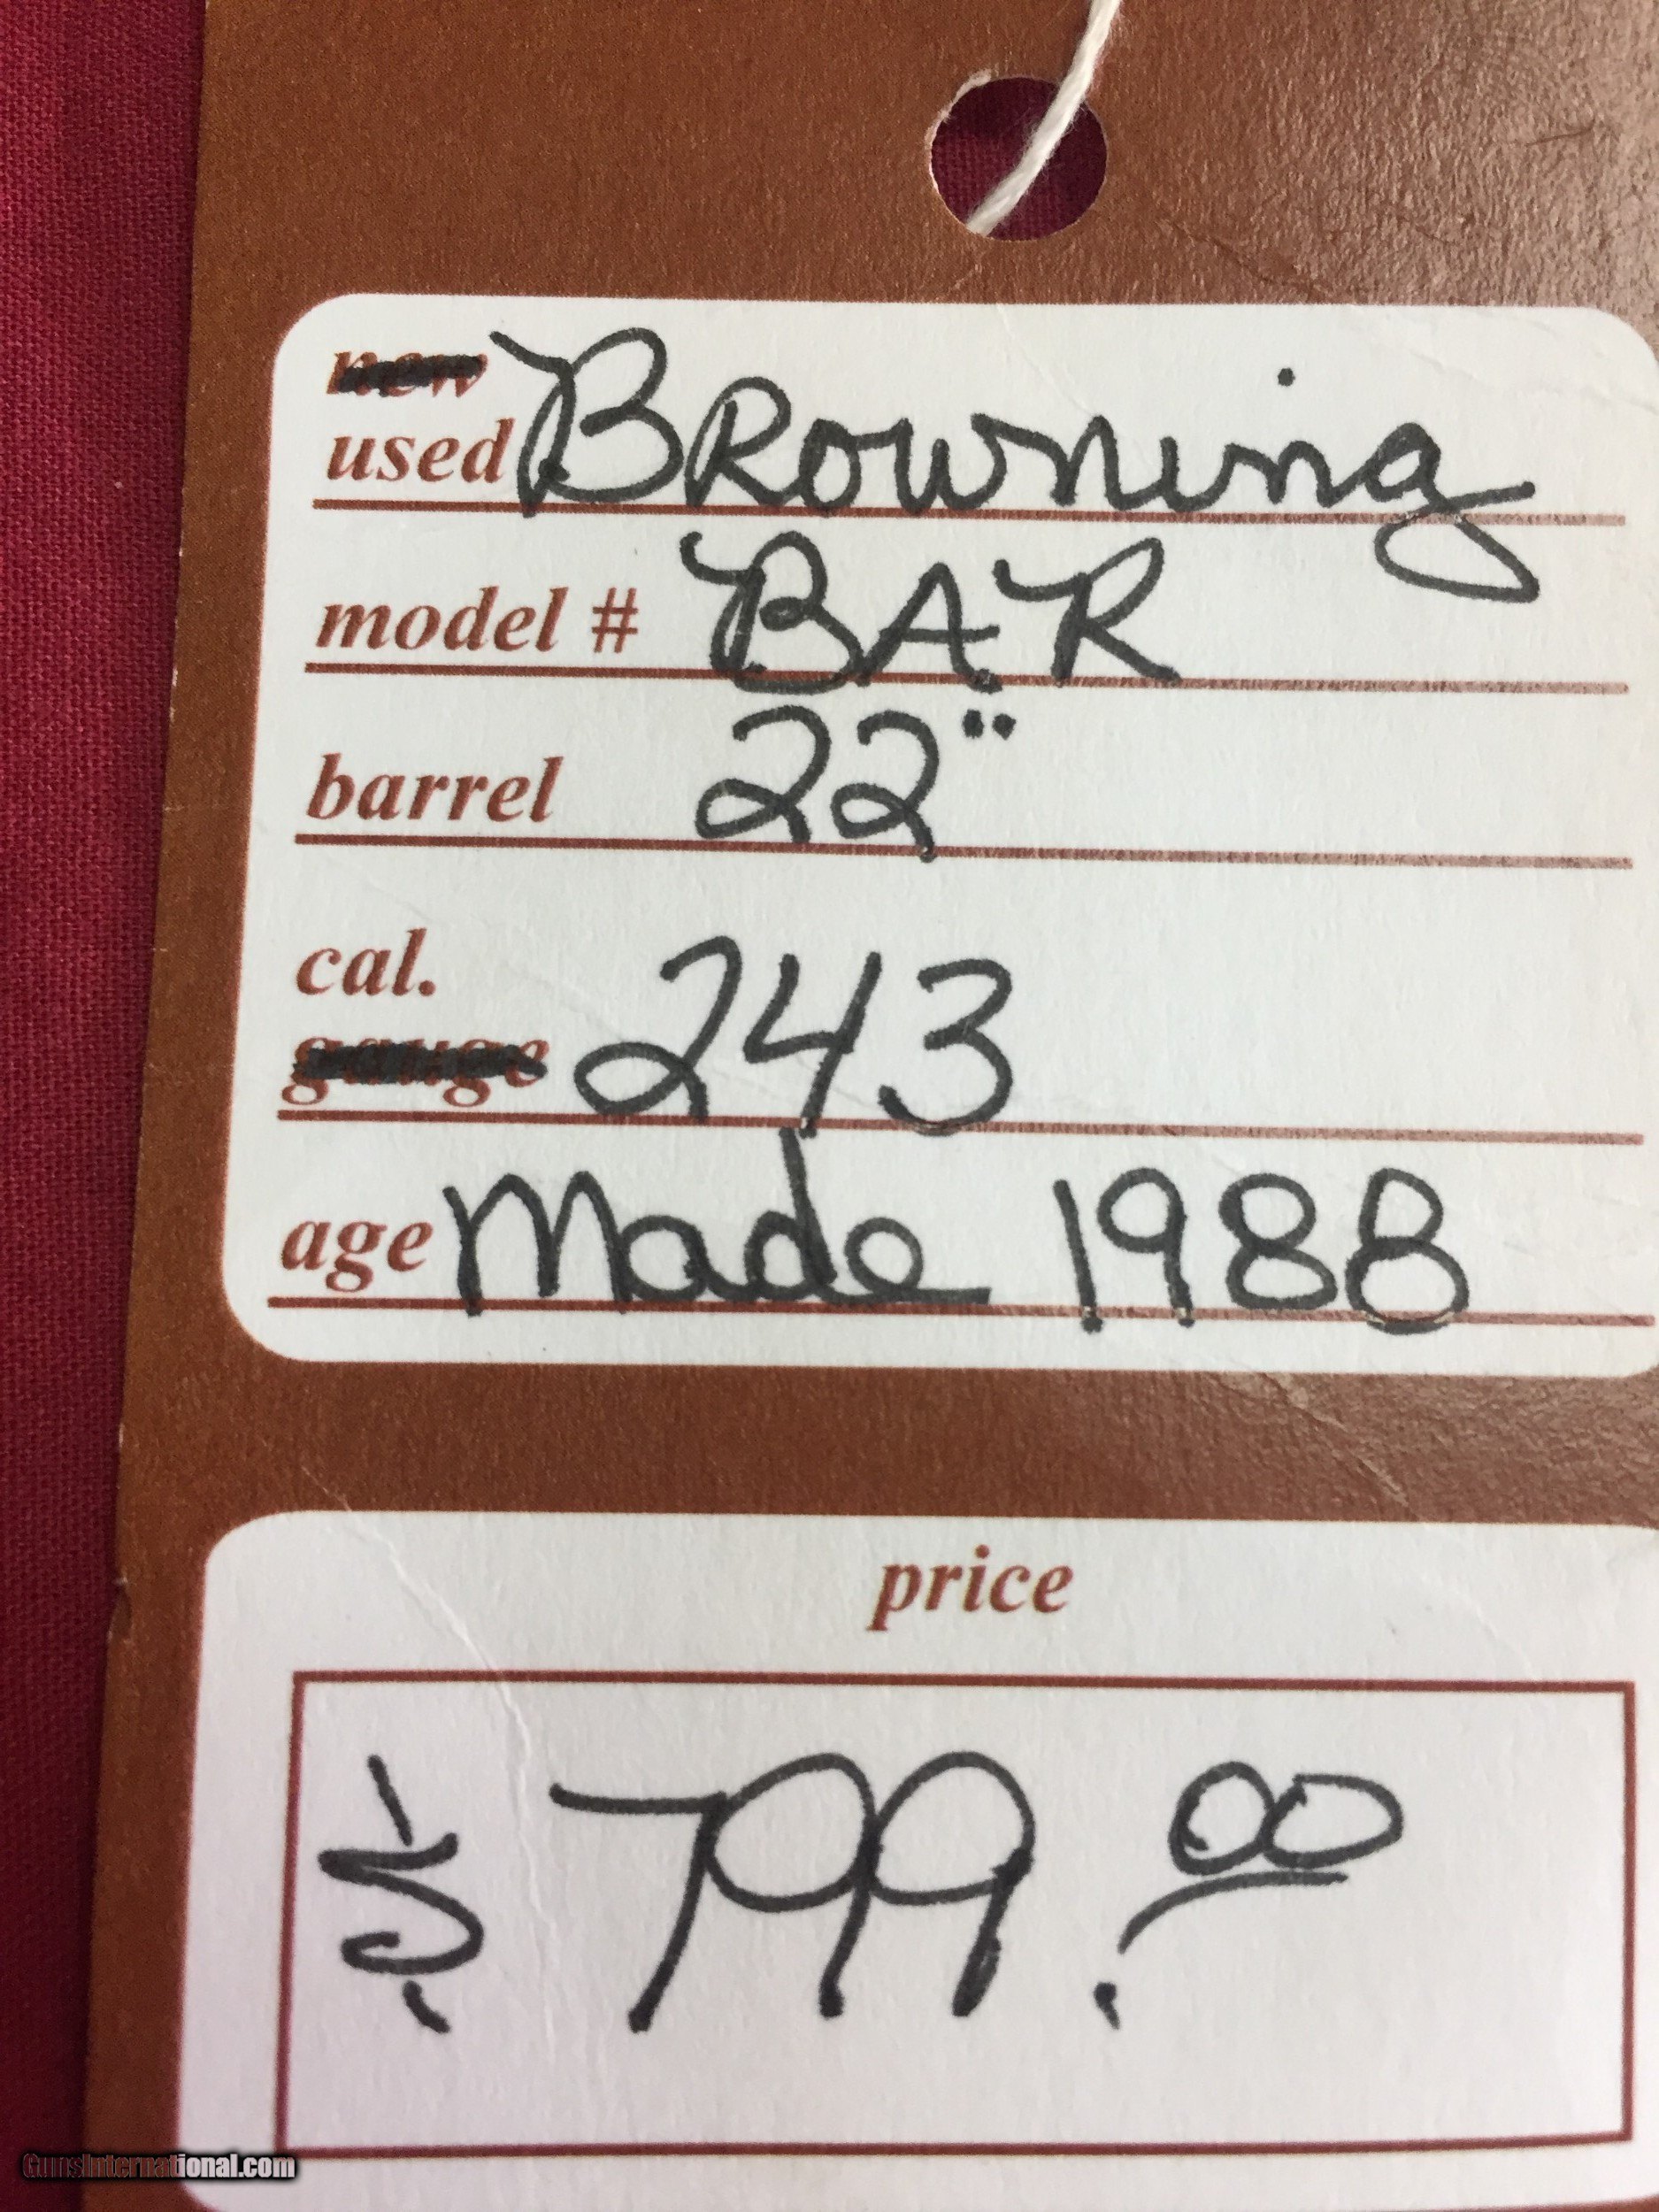 new
used Browning
model # BAR
barrel 22"
cal.
gauge 243
age Made 1988
price
$ 799.00
GunsInternational.com